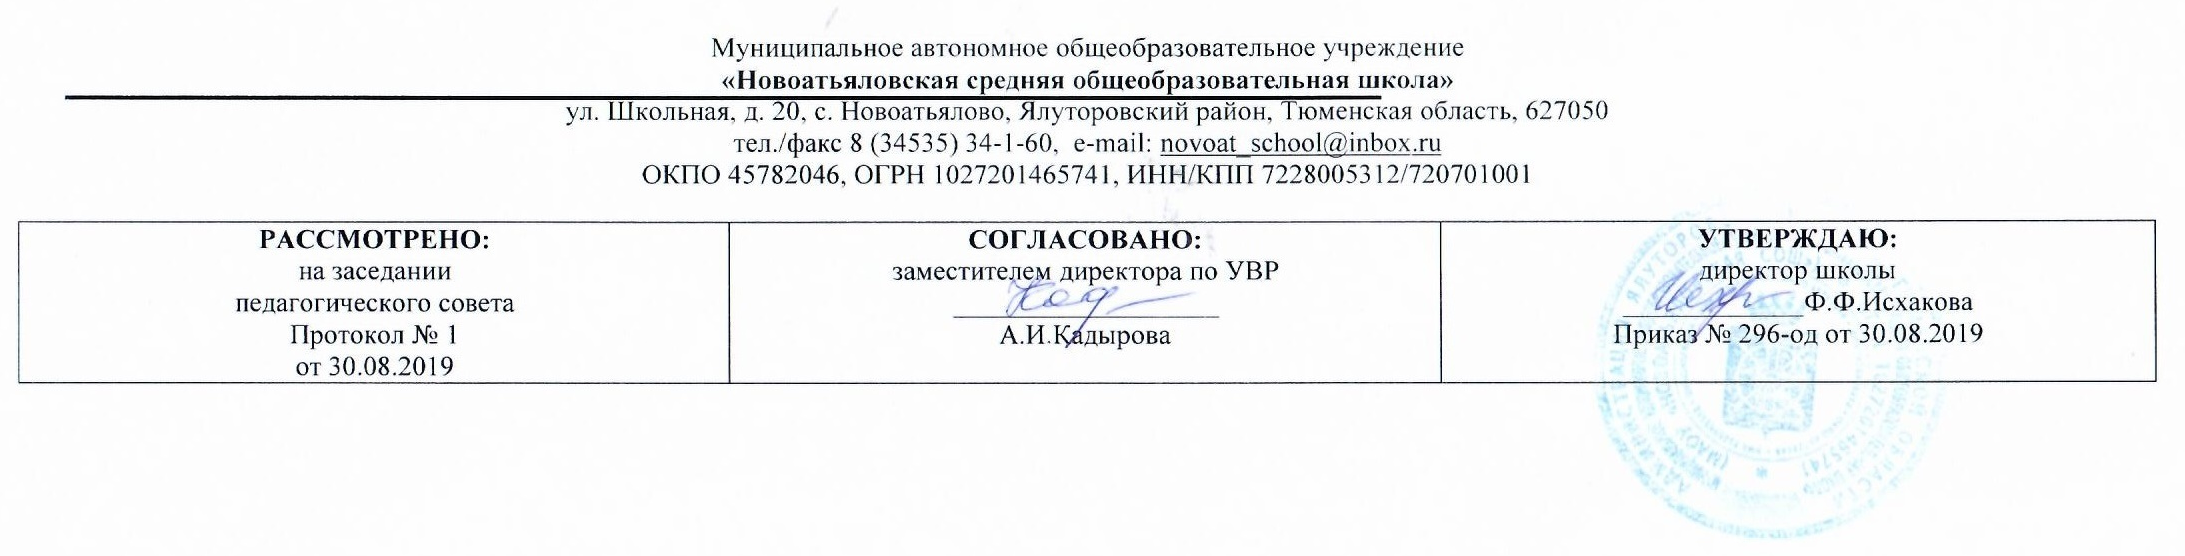 Муниципальное автономное общеобразовательное учреждение
«Новоатьяловская средняя общеобразовательная школа»
ул. Школьная, д. 20, с. Новоатьялово, Ялуторовский район, Тюменская область, 627050
тел./факс 8 (34535) 34-1-60, e-mail: novoat_school@inbox.ru
ОКПО 45782046, ОГРН 1027201465741, ИНН/КПП 7228005312/720701001
РАССМОТРЕНО:
на заседании
педагогического совета
Протокол № 1
от 30.08.2019
СОГЛАСОВАНО:
заместителем директора по УВР
А.И.Кадырова
УТВЕРЖДАЮ:
директор школы
Ф.Ф.Исхакова
Приказ № 296-од от 30.08.2019